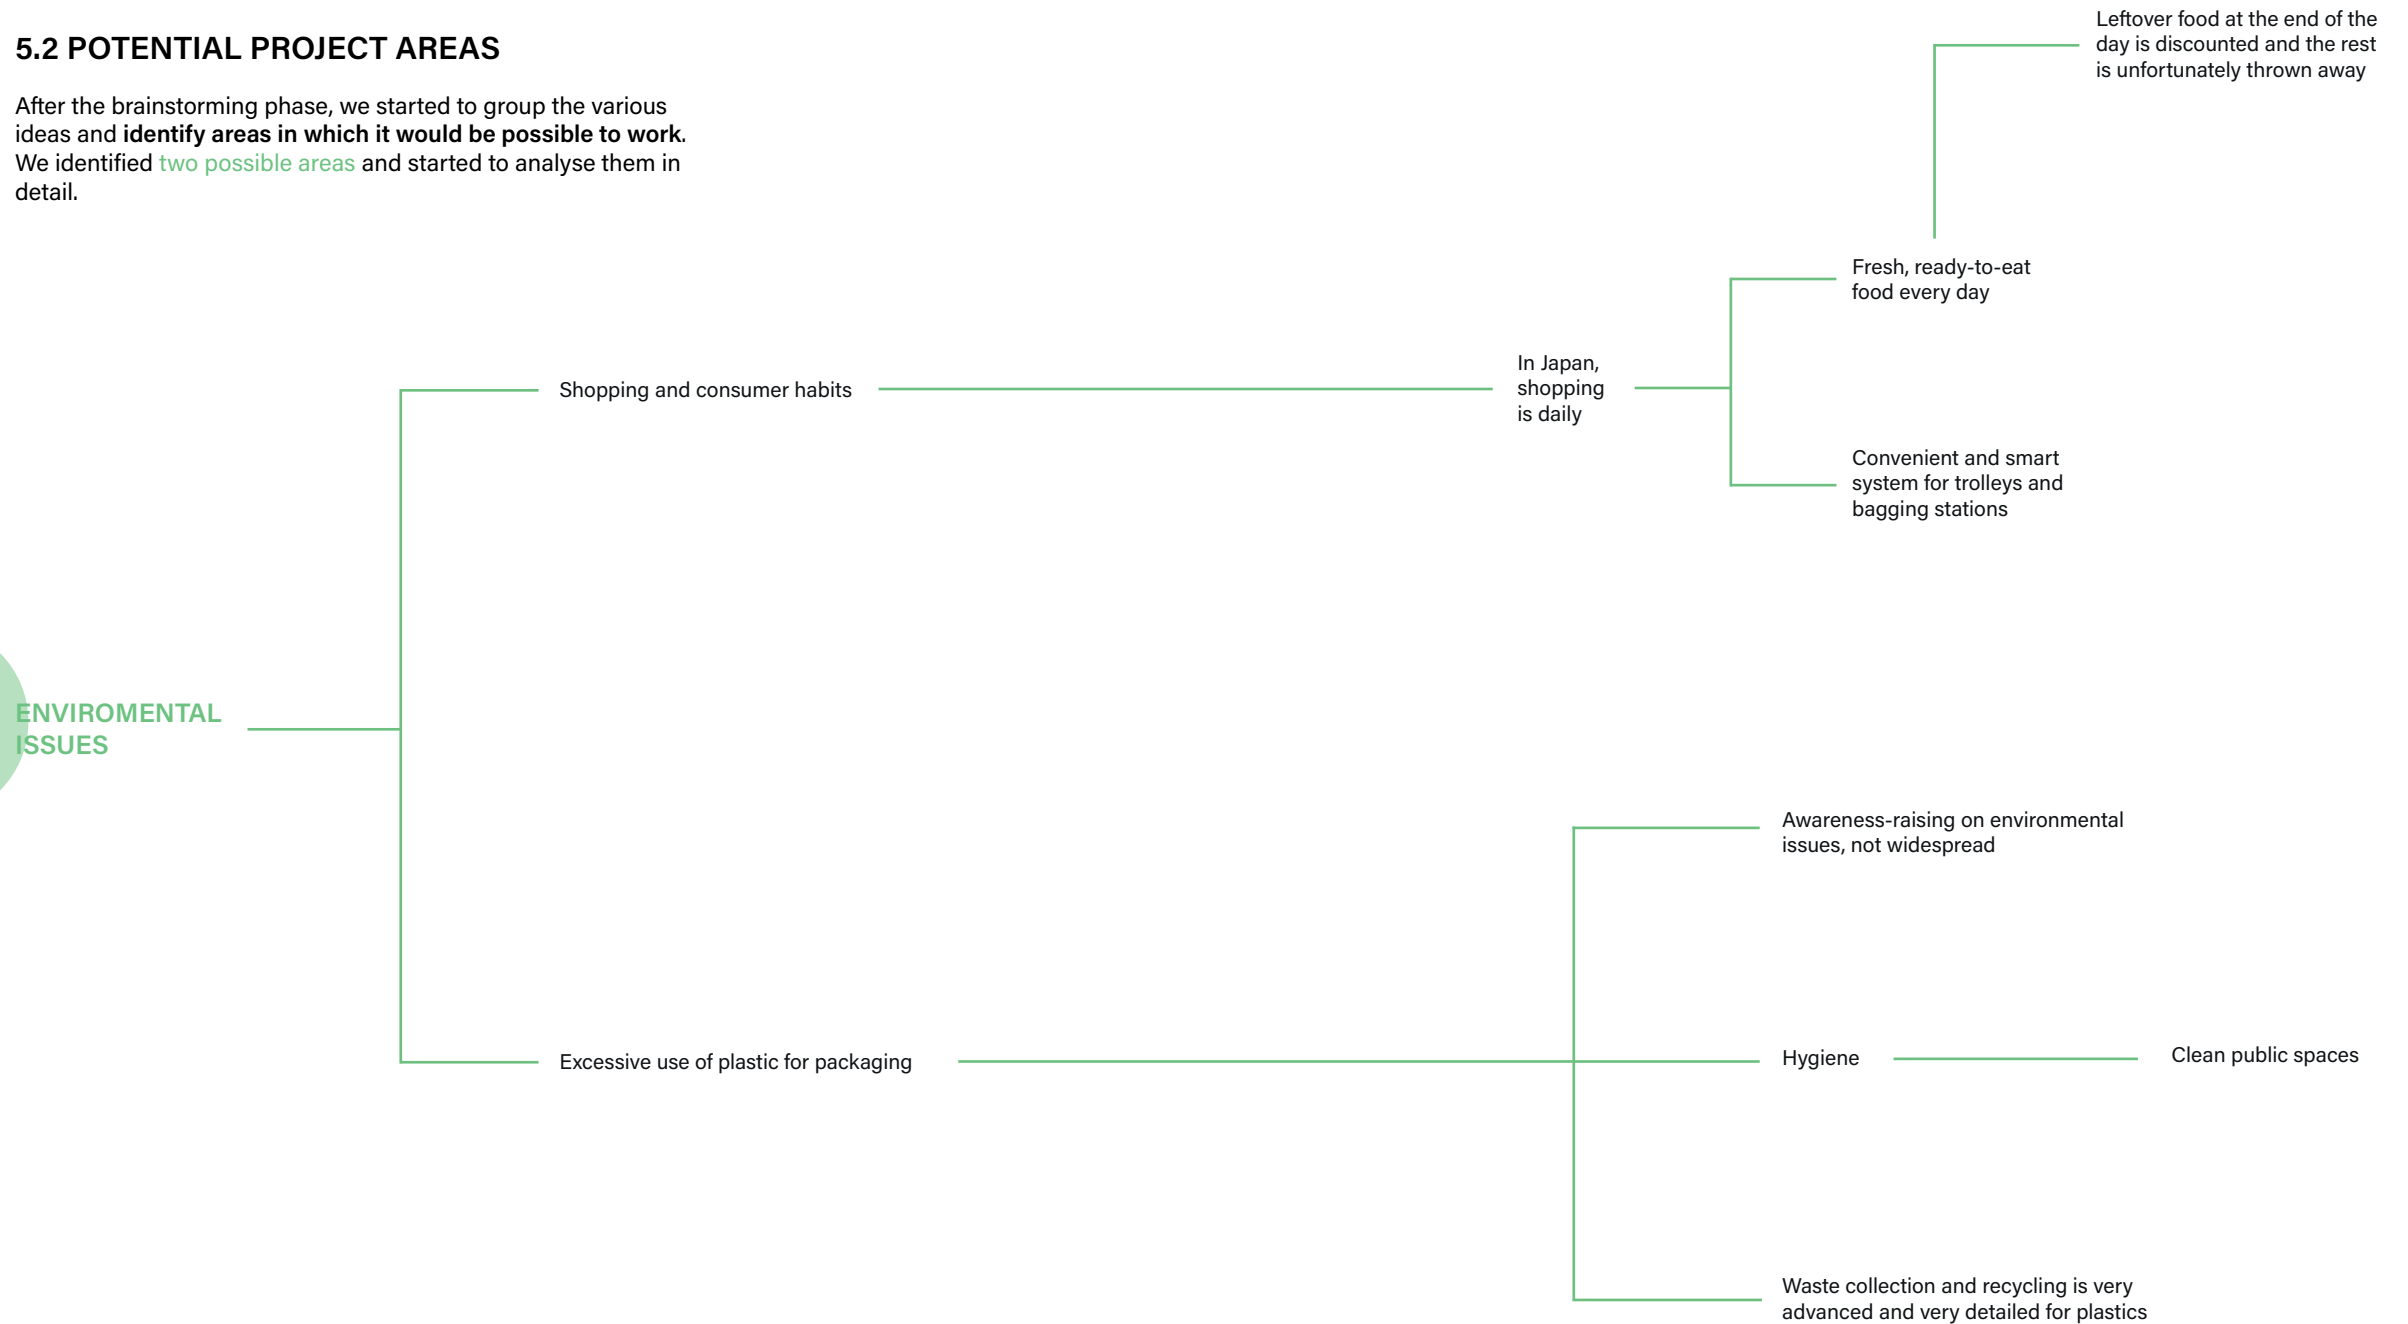 5.2 POTENTIAL PROJECT AREAS
After the brainstorming phase, we started to group the various
ideas and identify areas in which it would be possible to work.
We identified two possible areas and started to analyse them in
detail.
Leftover food at the end of the
day is discounted and the rest
is unfortunately thrown away
Fresh, ready-to-eat
food every day
In Japan,
shopping
is daily
Shopping and consumer habits
Convenient and smart
system for trolleys and
bagging stations
ENVIROMENTAL
ISSUES
Awareness-raising on environmental
issues, not widespread
Excessive use of plastic for packaging
Hygiene
Clean public spaces
Waste collection and recycling is very
advanced and very detailed for plastics